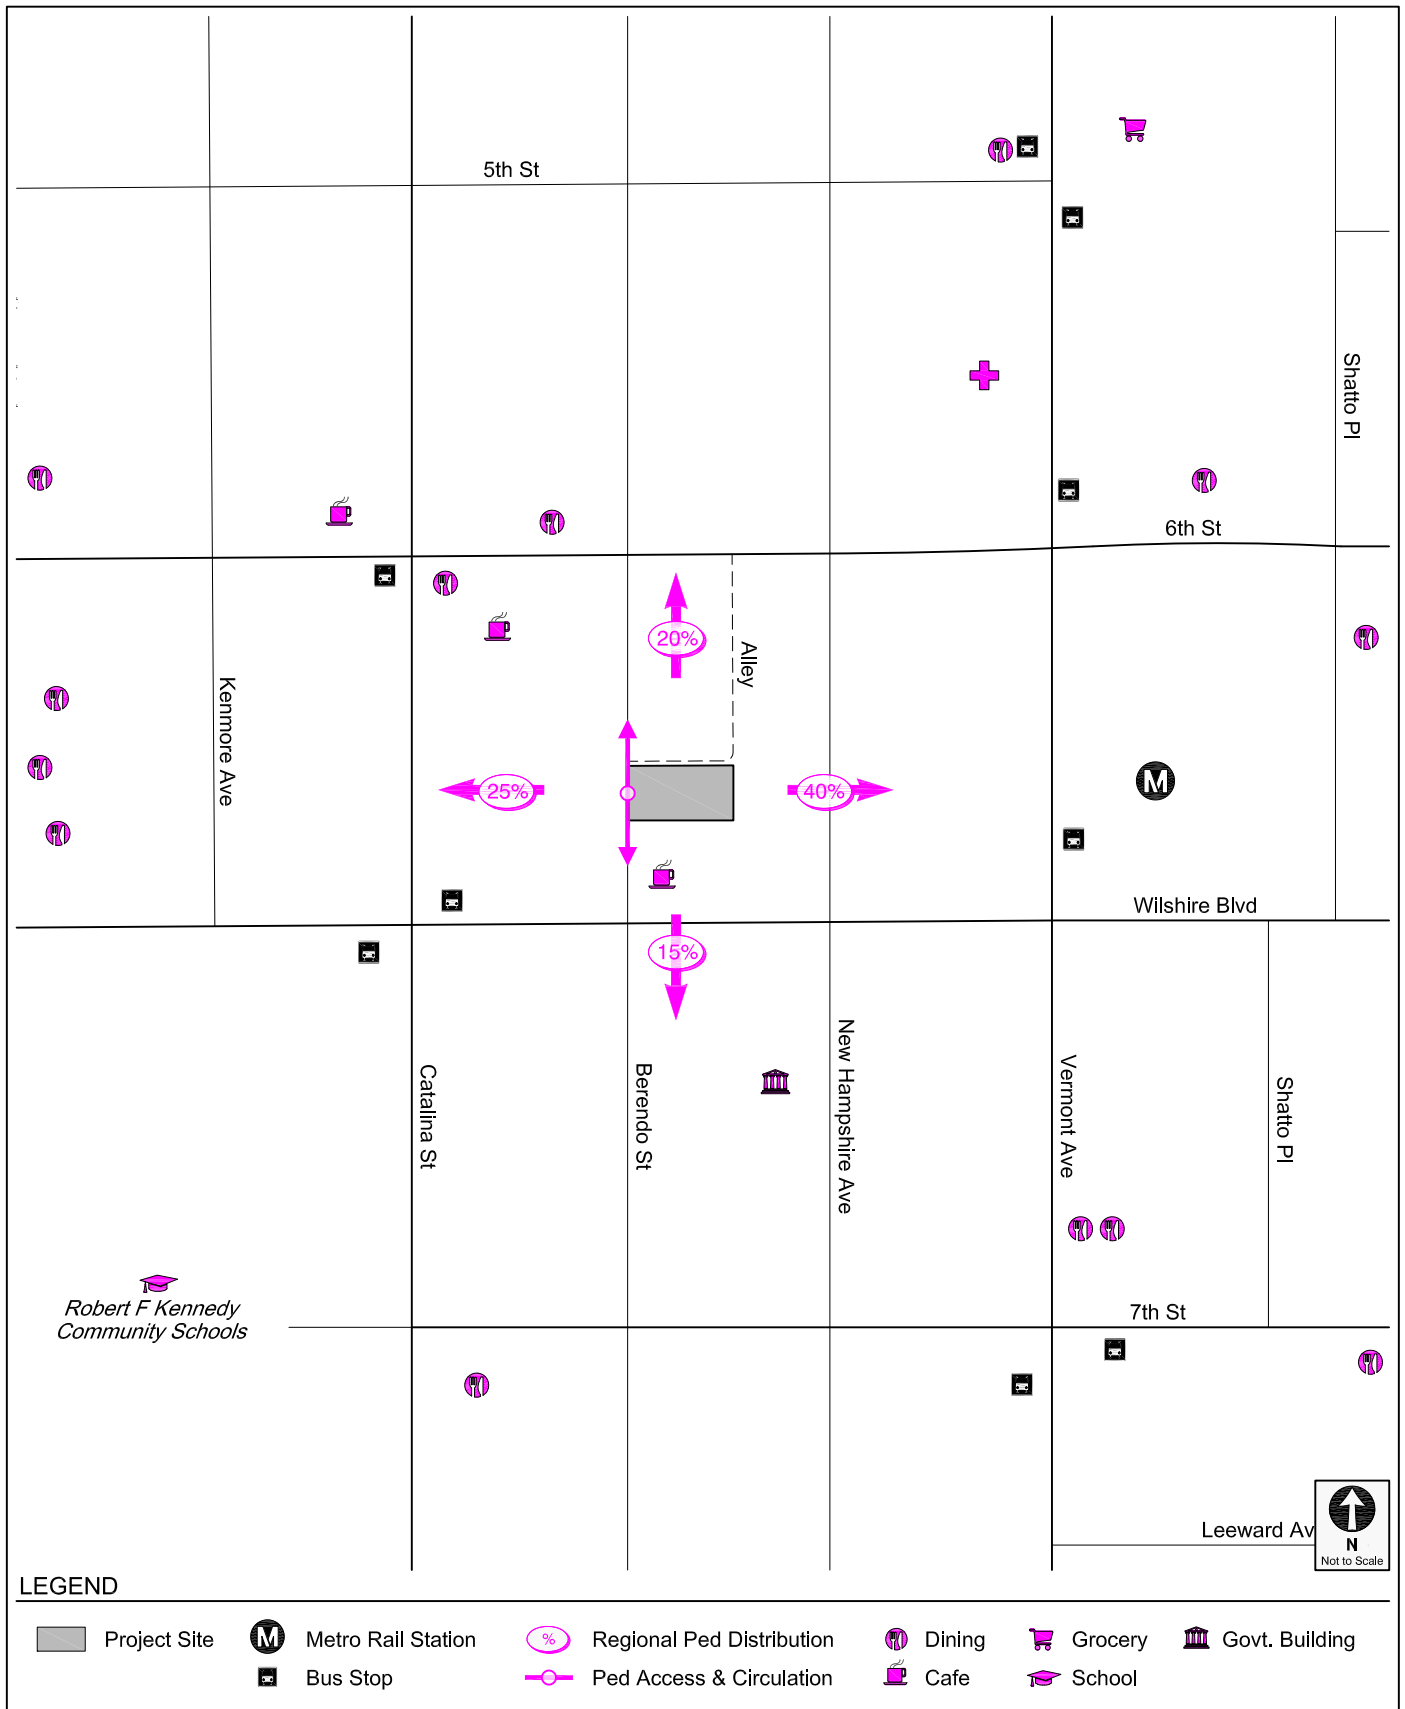 5th St
Shatto Pl
6th St
20%
Alley
Kenmore Ave
25%
40%
M
Wilshire Blvd
15%
Catalina St
Berendo St
New Hampshire Ave
Vermont Ave
Shatto Pl
Robert F Kennedy
Community Schools
7th St
Leeward Av
N
Not to Scale
LEGEND
Project Site
M
Metro Rail Station
%
Regional Ped Distribution
Dining
Grocery
Govt. Building
Bus Stop
Ped Access & Circulation
Cafe
School